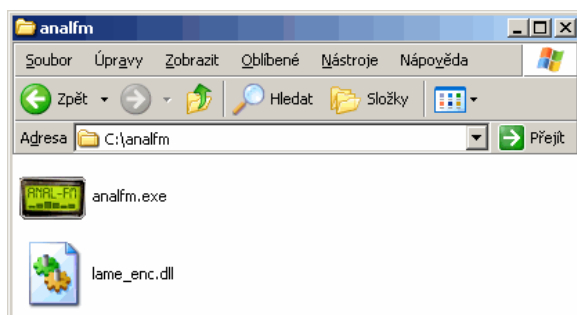 analfm
Soubor Úpravy Zobrazit Oblíbené Nástroje Nápověda
Zpět Hledat Složky
Adresa C:\analfm Přejít
ANAL-FM
analfm.exe
lame_enc.dll